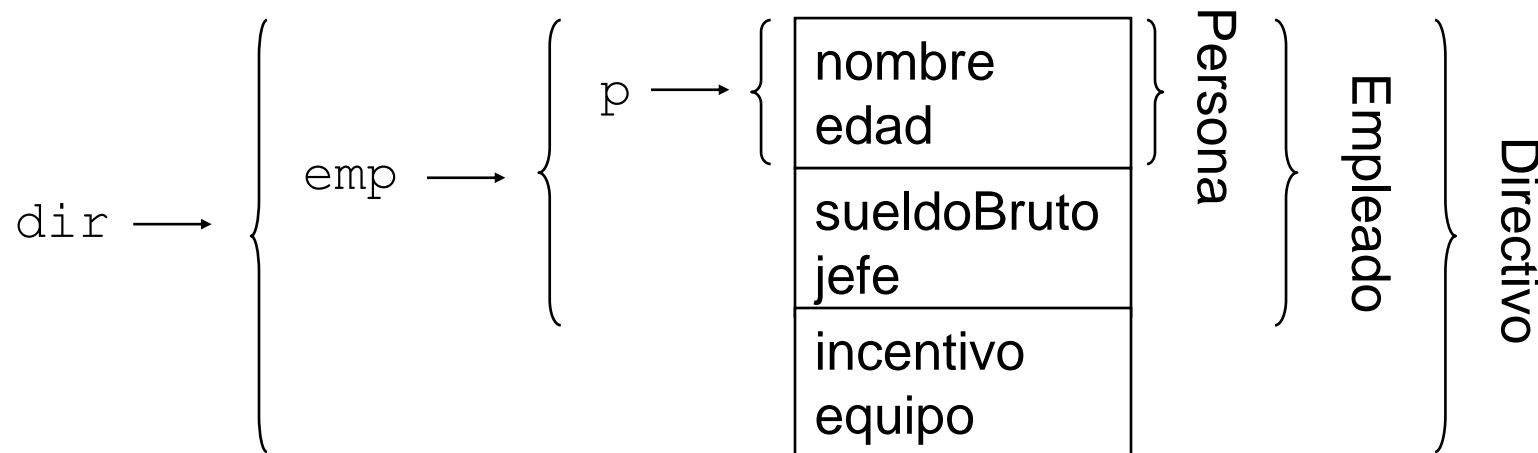 nombre
edad
sueldoBruto
jefe
incentivo
equipo
p
emp
dir
Persona
Empleado
Directivo